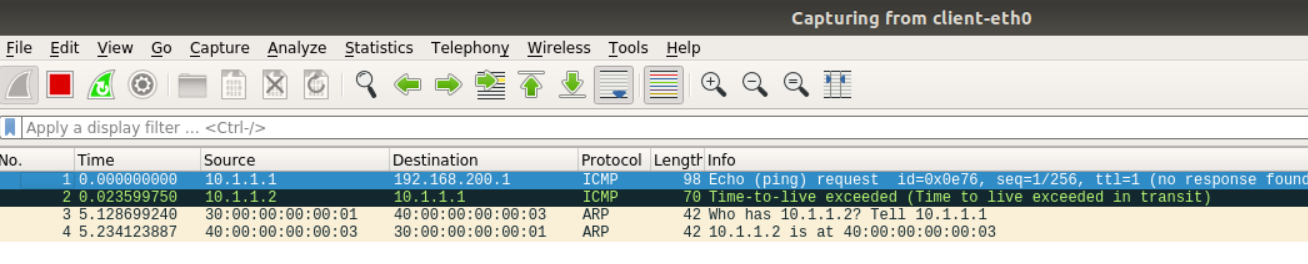 Capturing from client-eth0
File Edit View Go Capture Analyze Statistics Telephony Wireless Tools Help
Apply a display filter ... <Ctrl-/>
No. Time Source Destination Protocol Length Info
1 0.000000000 10.1.1.1 192.168.200.1 ICMP 98 Echo (ping) request id=0x0e76, seq=1/256, ttl=1 (no response found
2 0.023599750 10.1.1.2 10.1.1.1 ICMP 70 Time-to-live exceeded (Time to live exceeded in transit)
3 5.128699240 30:00:00:00:00:01 40:00:00:00:00:03 ARP 42 Who has 10.1.1.2? Tell 10.1.1.1
4 5.234123887 40:00:00:00:00:03 30:00:00:00:00:01 ARP 42 10.1.1.2 is at 40:00:00:00:00:03